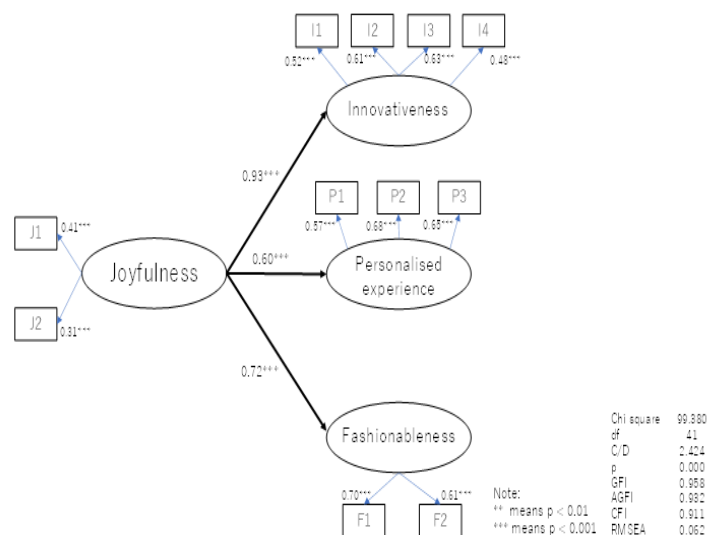 I1 I2 I3 I4
0.52*** 0.61*** 0.63*** 0.48***
Innovativeness
0.93***
P1 P2 P3
0.57*** 0.68*** 0.65***
J1 0.41***
Joyfulness
0.60***
Personalised
experience
J2
0.31***
0.72***
Fashionableness
0.70*** 0.61***
F1 F2
Note:
** means p < 0.01
*** means p < 0.001
Chi square 99.380
df 41
C/D 2.424
p 0.000
GFI 0.958
AGFI 0.932
CFI 0.911
RMSEA 0.062